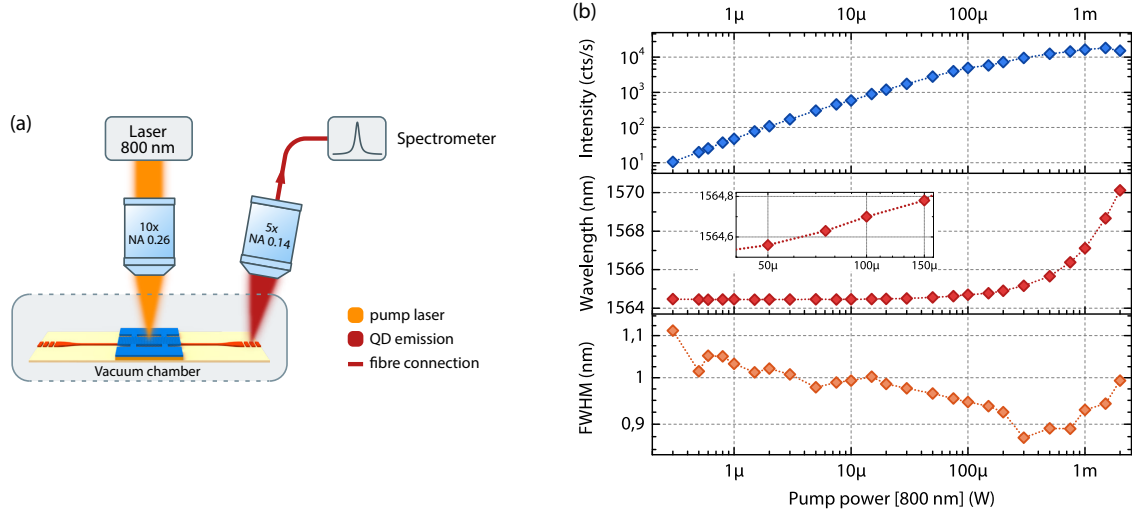 (a)
Laser
800 nm
10x
NA 0.26
5x
NA 0.14
Spectrometer
pump laser
QD emission
fibre connection
Vacuum chamber
(b)
1µ 10µ 100µ 1m
Intensity (cts/s)
10⁴
10³
10²
10¹
Wavelength (nm)
1570
1568
1566
1564
1564,8
1564,6
50µ 100µ 150µ
FWHM (nm)
1,1
1
0,9
1µ 10µ 100µ 1m
Pump power [800 nm] (W)